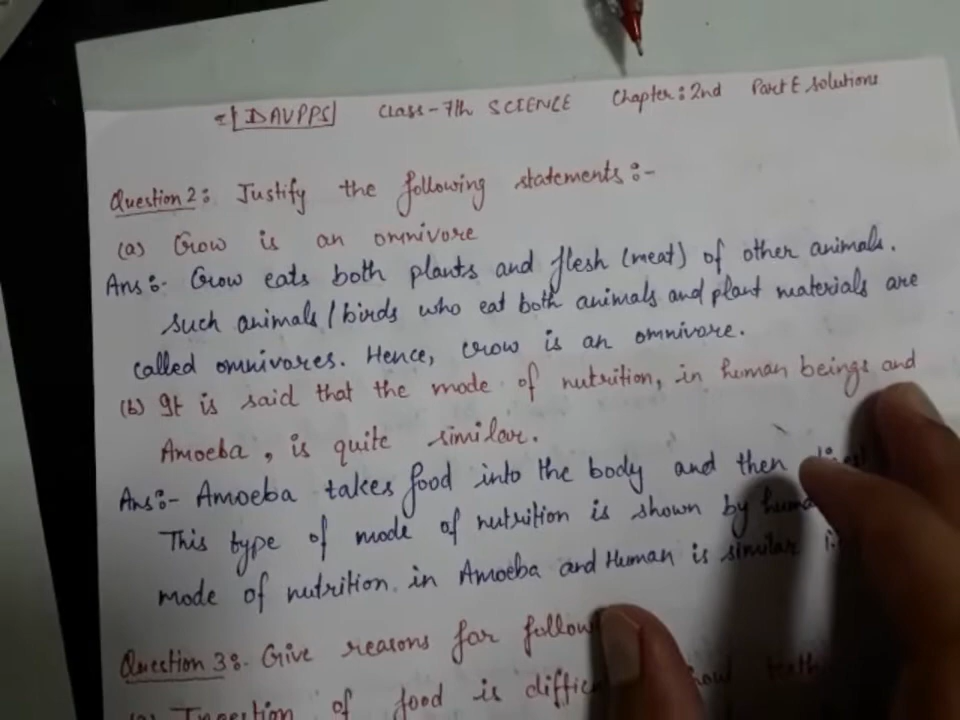 DAVPPS Class-7th SCIENCE Chapter:2nd Part E Solutions
Question 2: Justify the following statements:-
(a) Crow is an omnivore
Ans:- Crow eats both plants and flesh (meat) of other animals.
Such animals/birds who eat both animals and plant materials are
called omnivores. Hence, crow is an omnivore.
(b) It is said that the mode of nutrition, in human beings and
Amoeba, is quite similar.
Ans:- Amoeba takes food into the body and then
This type of mode of nutrition is shown by
mode of nutrition in Amoeba and Human is similar
Question 3:- Give reasons for
(a) Ingestion of food is